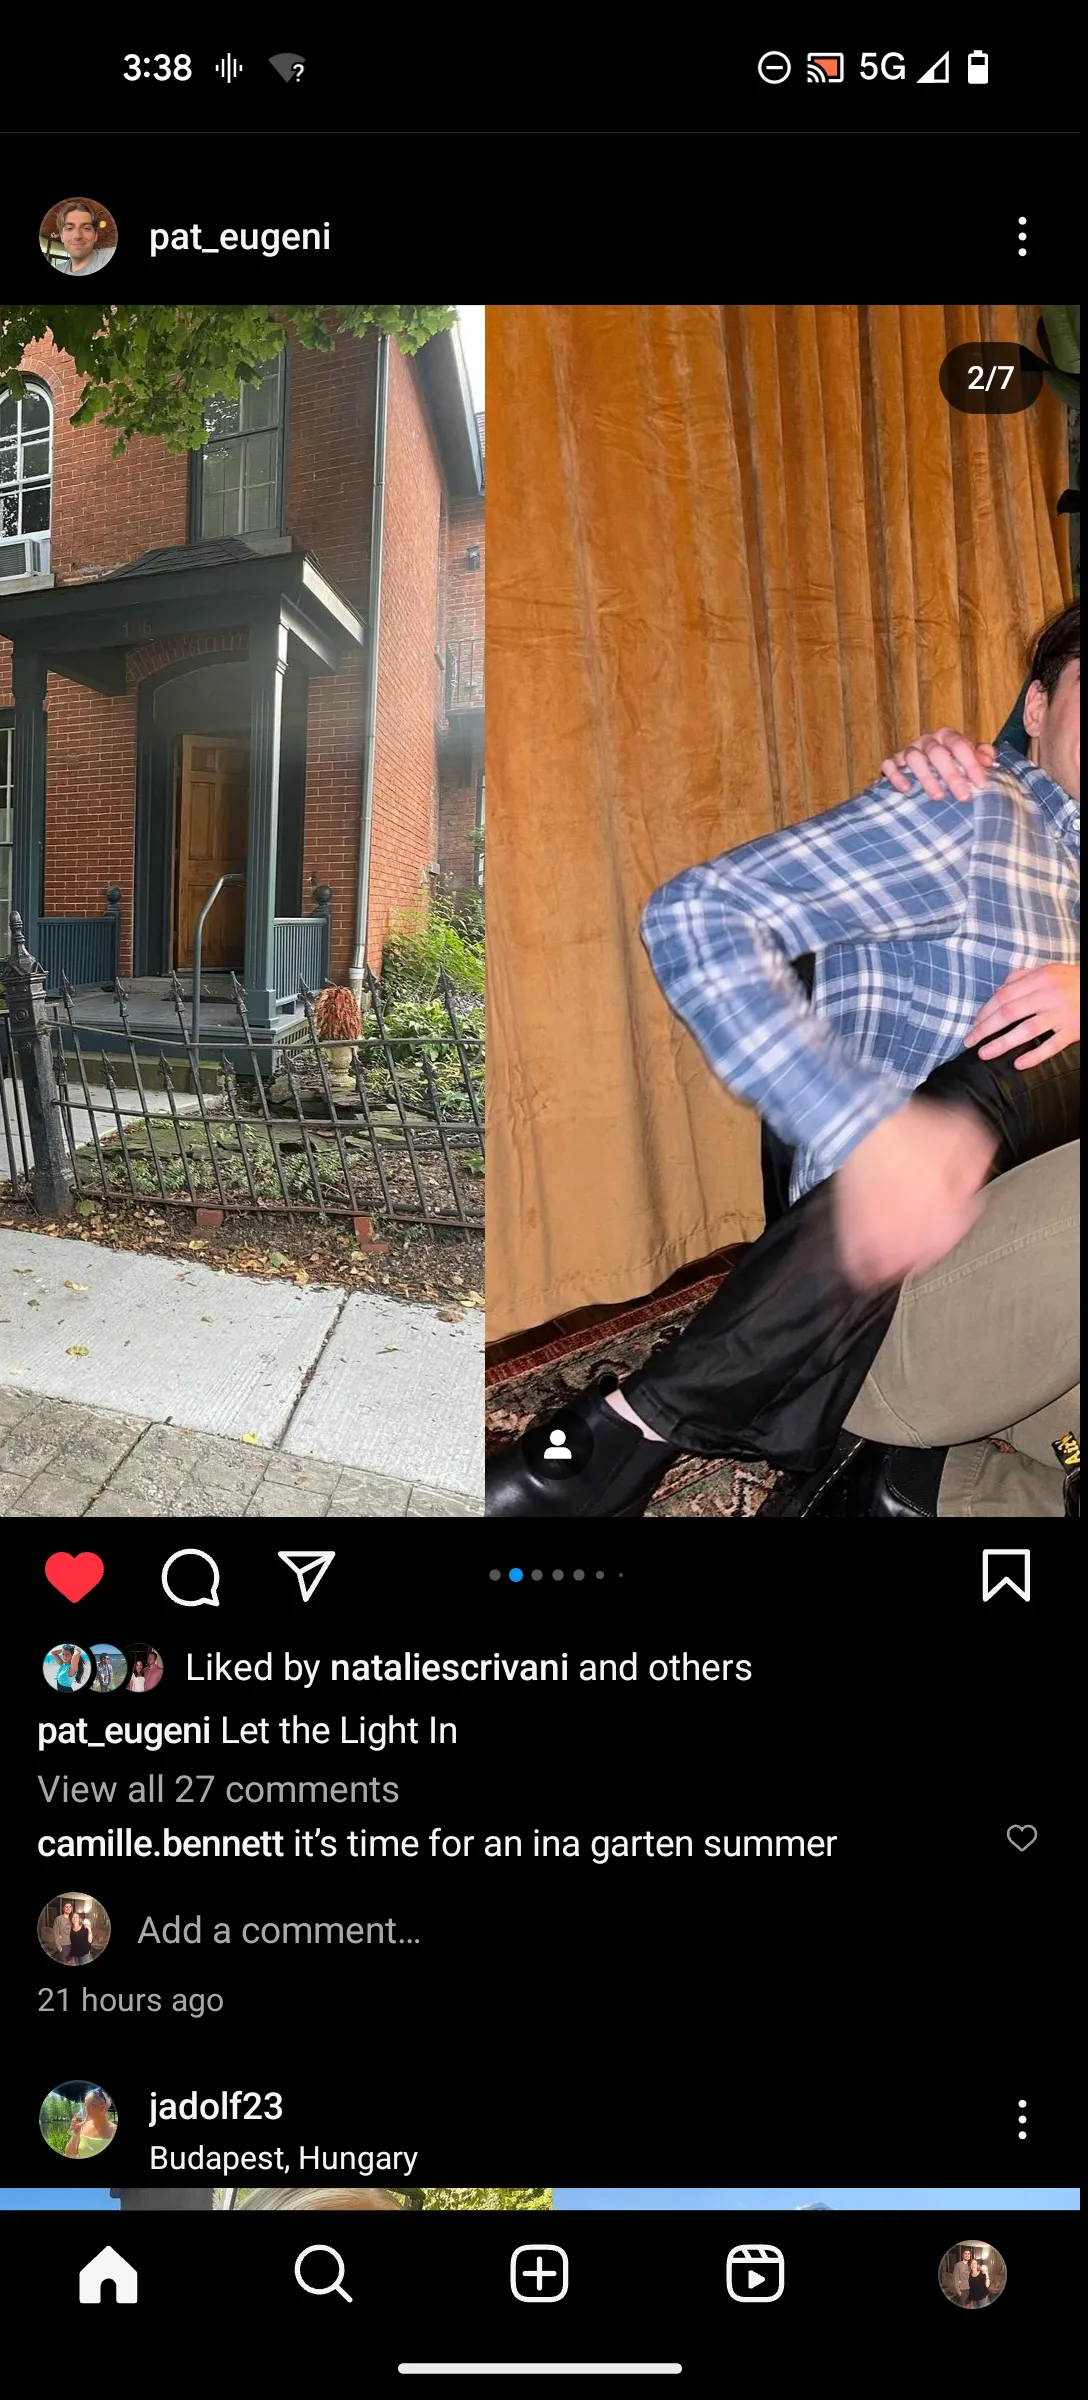 3:38
5G
pat_eugeni
2/7
Liked by nataliescrivani and others
pat_eugeni Let the Light In
View all 27 comments
camille.bennett it's time for an ina garten summer
Add a comment...
21 hours ago
jadolf23
Budapest, Hungary